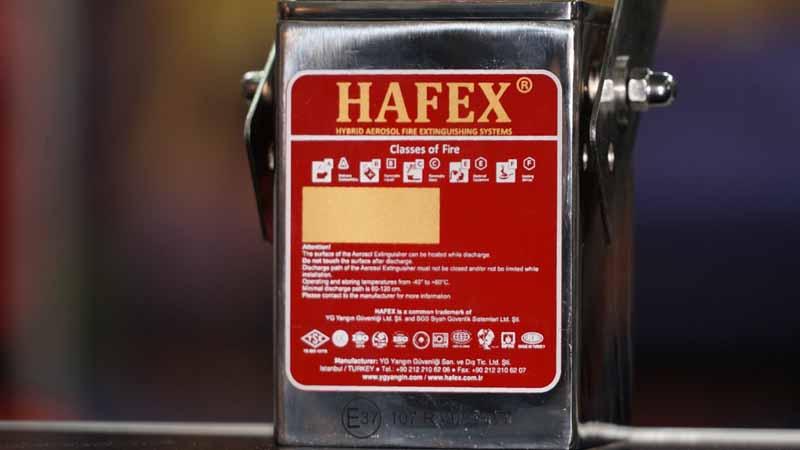 HAFEX®
HYBRID AEROSOL FIRE EXTINGUISHING SYSTEMS
Classes of Fire
A A B B C C E E F F
Attention!
The surface of the Aerosol Extinguisher can be heated while discharge.
Do not touch the surface after discharge.
Discharge path of the Aerosol Extinguisher must not be closed and/or not be limited while
installation.
Operating and storing temperatures from -40° to +60°C.
Minimal discharge path is 60-120 cm.
Please contact to the manufacturer for more information
HAFEX is a common trademark of
YG Yangın Güvenliği Ltd. Şti. and SGS Siyah Güvenlik Sistemleri Ltd. Şti.
TSE
Manufacturer: YG Yangın Güvenliği San. ve Dış Tic. Ltd. Şti.
Istanbul / TURKEY ● Tel.: +90 212 210 62 06 ● Fax: +90 212 210 62 07
www.ygyangin.com / www.hafex.com.tr
E37 107 R